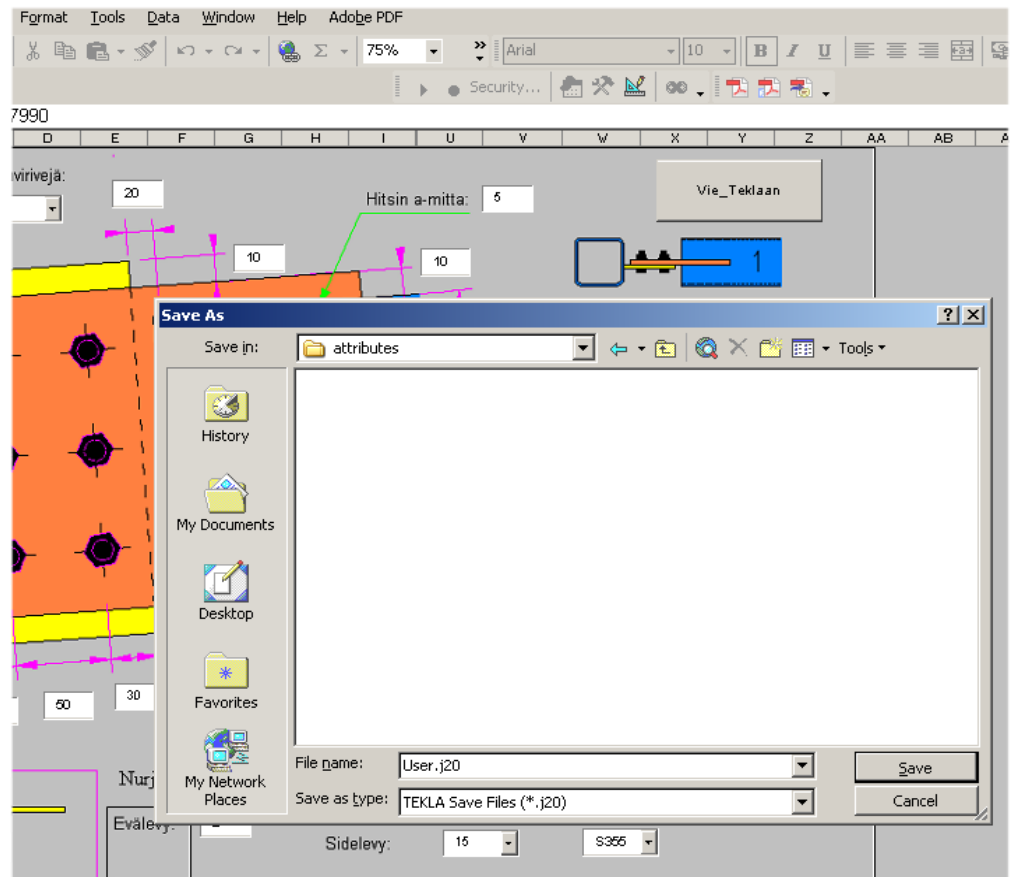 Format Tools Data Window Help Adobe PDF
75% Arial 10 B I U
Security...
7990
D E F G H I U V W X Y Z AA AB
virivejä:
20
Hitsin a-mitta: 5
Vie_Teklaan
10
10
1
Save As
Save in: attributes Tools
History
My Documents
Desktop
Favorites
My Network
Places
File name: User.j20 Save
Save as type: TEKLA Save Files (*.j20) Cancel
50
30
Nurj
Evälevy:
Sidelevy: 15 S355